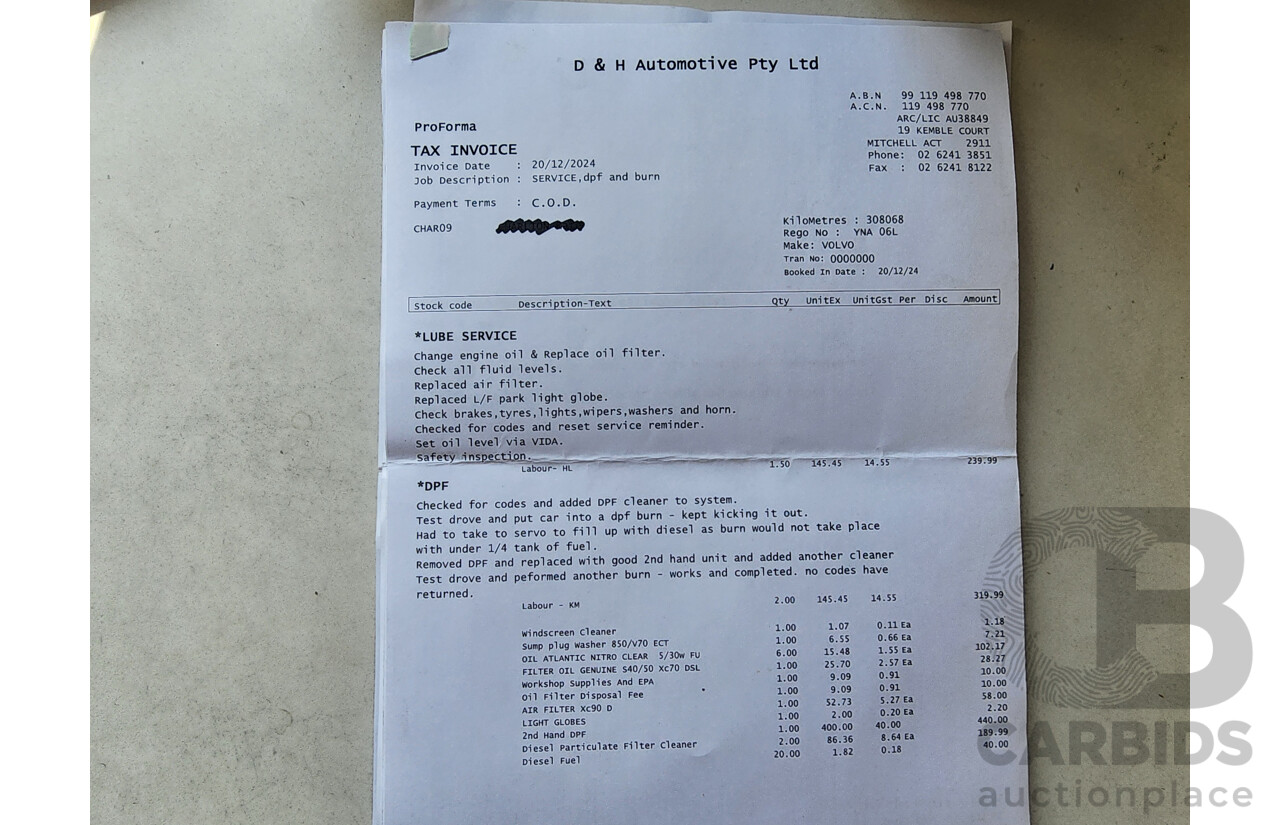 D & H Automotive Pty Ltd
A.B.N 99 119 498 770
A.C.N. 119 498 770
ARC/LIC AU38849
19 KEMBLE COURT
MITCHELL ACT 2911
Phone: 02 6241 3851
Fax : 02 6241 8122
ProForma
TAX INVOICE
Invoice Date : 20/12/2024
Job Description : SERVICE,dpf and burn
Payment Terms : C.O.D.
CHAR09
KiloMetres : 308068
Rego No : YNA 06L
Make: VOLVO
Tran No: 0000000
Booked In Date : 20/12/24
Stock code Description-Text Qty UnitEx UnitGst Per Disc Amount
*LUBE SERVICE
Change engine oil & Replace oil filter.
Check all fluid levels.
Replaced air filter.
Replaced L/F park light globe.
Check brakes,tyres,lights,wipers,washers and horn.
Checked for codes and reset service reminder.
Set oil level via VIDA.
Safety inspection.
Labour- HL 1.50 145.45 14.55 239.99
*DPF
Checked for codes and added DPF cleaner to system.
Test drove and put car into a dpf burn - kept kicking it out.
Had to take to servo to fill up with diesel as burn would not take place
with under 1/4 tank of fuel.
Removed DPF and replaced with good 2nd hand unit and added another cleaner
Test drove and peformed another burn - works and completed. no codes have
returned.
Labour - KM 2.00 145.45 14.55 319.99
Windscreen Cleaner 1.00 1.07 0.11 Ea 1.18
Sump plug Washer 850/V70 ECT 1.00 6.55 0.66 Ea 7.21
OIL ATLANTIC NITRO CLEAR 5/30w FU 6.00 15.48 1.55 Ea 102.17
FILTER OIL GENUINE S40/50 Xc70 DSL 1.00 25.70 2.57 Ea 28.27
Workshop Supplies And EPA 1.00 9.09 0.91 10.00
Oil Filter Disposal Fee 1.00 9.09 0.91 10.00
AIR FILTER Xc90 D 1.00 52.73 5.27 Ea 58.00
LIGHT GLOBES 1.00 2.00 0.20 Ea 2.20
2nd Hand DPF 1.00 400.00 40.00 440.00
Diesel Particulate Filter Cleaner 2.00 86.36 8.64 Ea 189.99
Diesel Fuel 20.00 1.82 0.18 40.00
CARBIDS
auctionplace